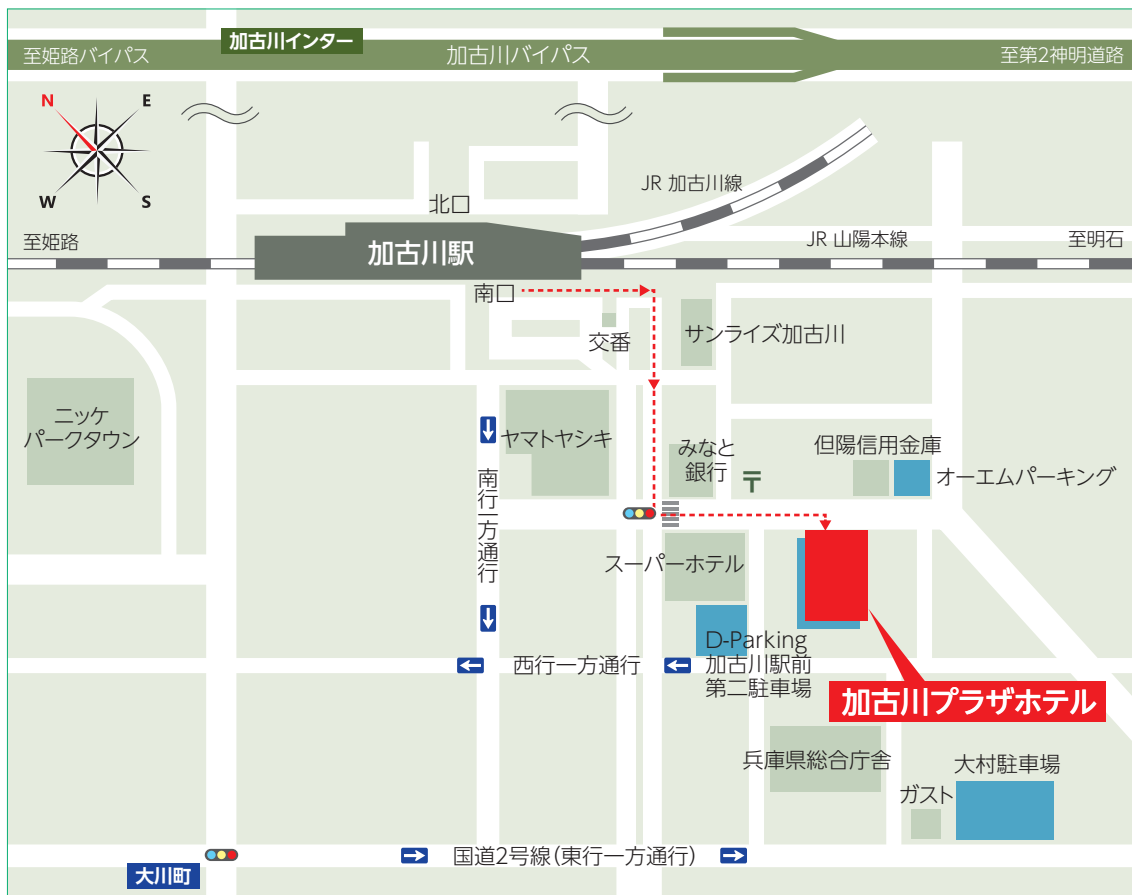 加古川インター
至姫路バイパス
加古川バイパス
至第2神明道路
N
E
W
S
JR 加古川線
北口
至姫路
加古川駅
JR 山陽本線
至明石
南口
交番
サンライズ加古川
ニッケ
パークタウン
ヤマトヤシキ
みなと
銀行
〒
但陽信用金庫
オーエムパーキング
南行一方通行
スーパーホテル
D-Parking
加古川駅前
第二駐車場
西行一方通行
加古川プラザホテル
兵庫県総合庁舎
大村駐車場
ガスト
国道2号線(東行一方通行)
大川町